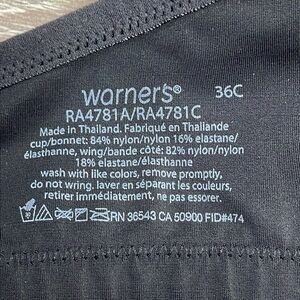 warner's® 36C
RA4781A/RA4781C
Made in Thailand. Fabriqué en Thaïlande
cup/bonnet: 84% nylon/nylon 16% elastane/
élasthanne, wing/bande côté: 82% nylon/nylon
18% elastane/élasthanne
wash with like colors, remove promptly,
do not wring. laver en séparant les couleurs,
retirer immédiatement, ne pas essorer.
RN 36543 CA 50900 FID#474